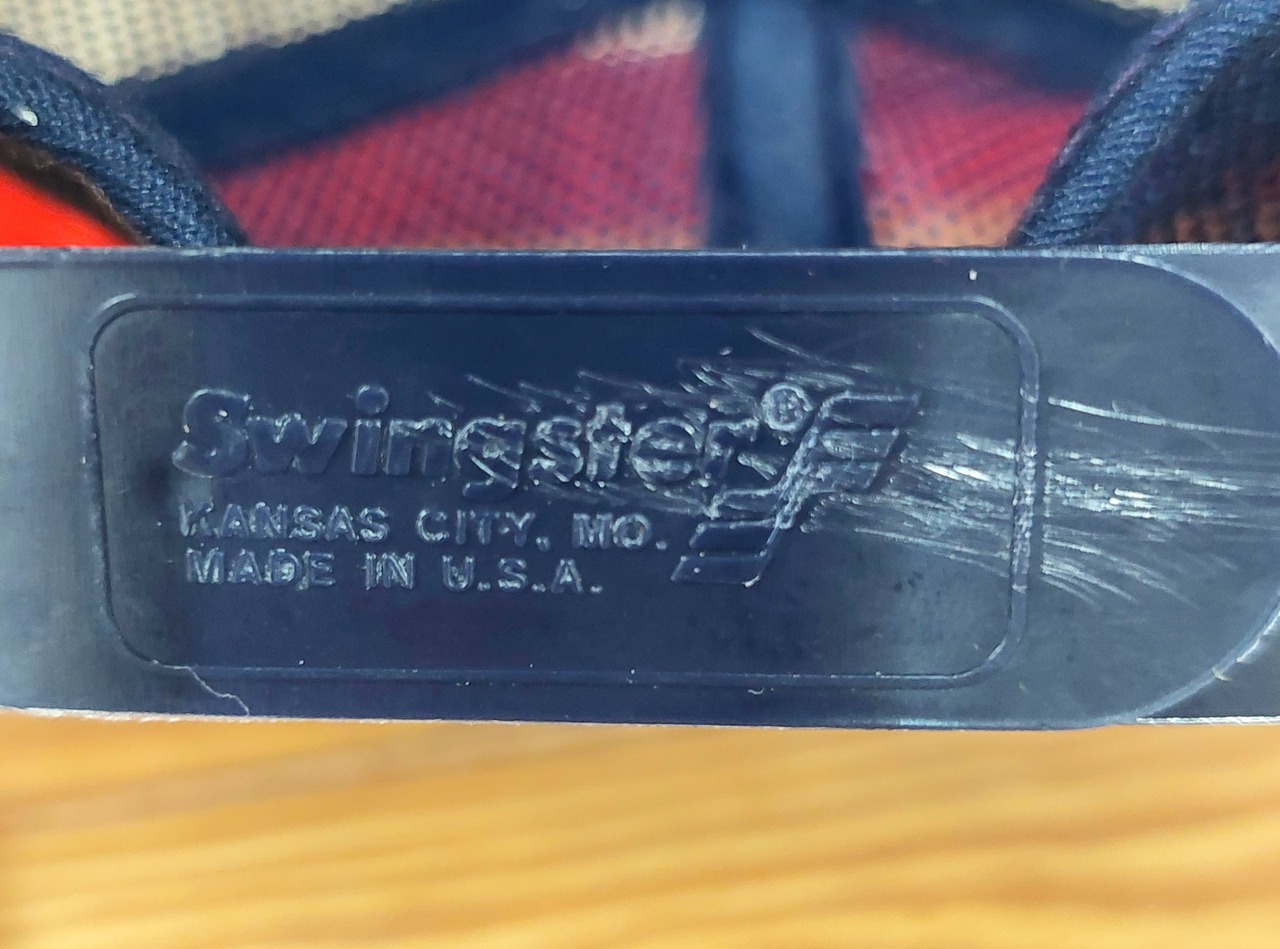 Swingster®
KANSAS CITY, MO.
MADE IN U.S.A.